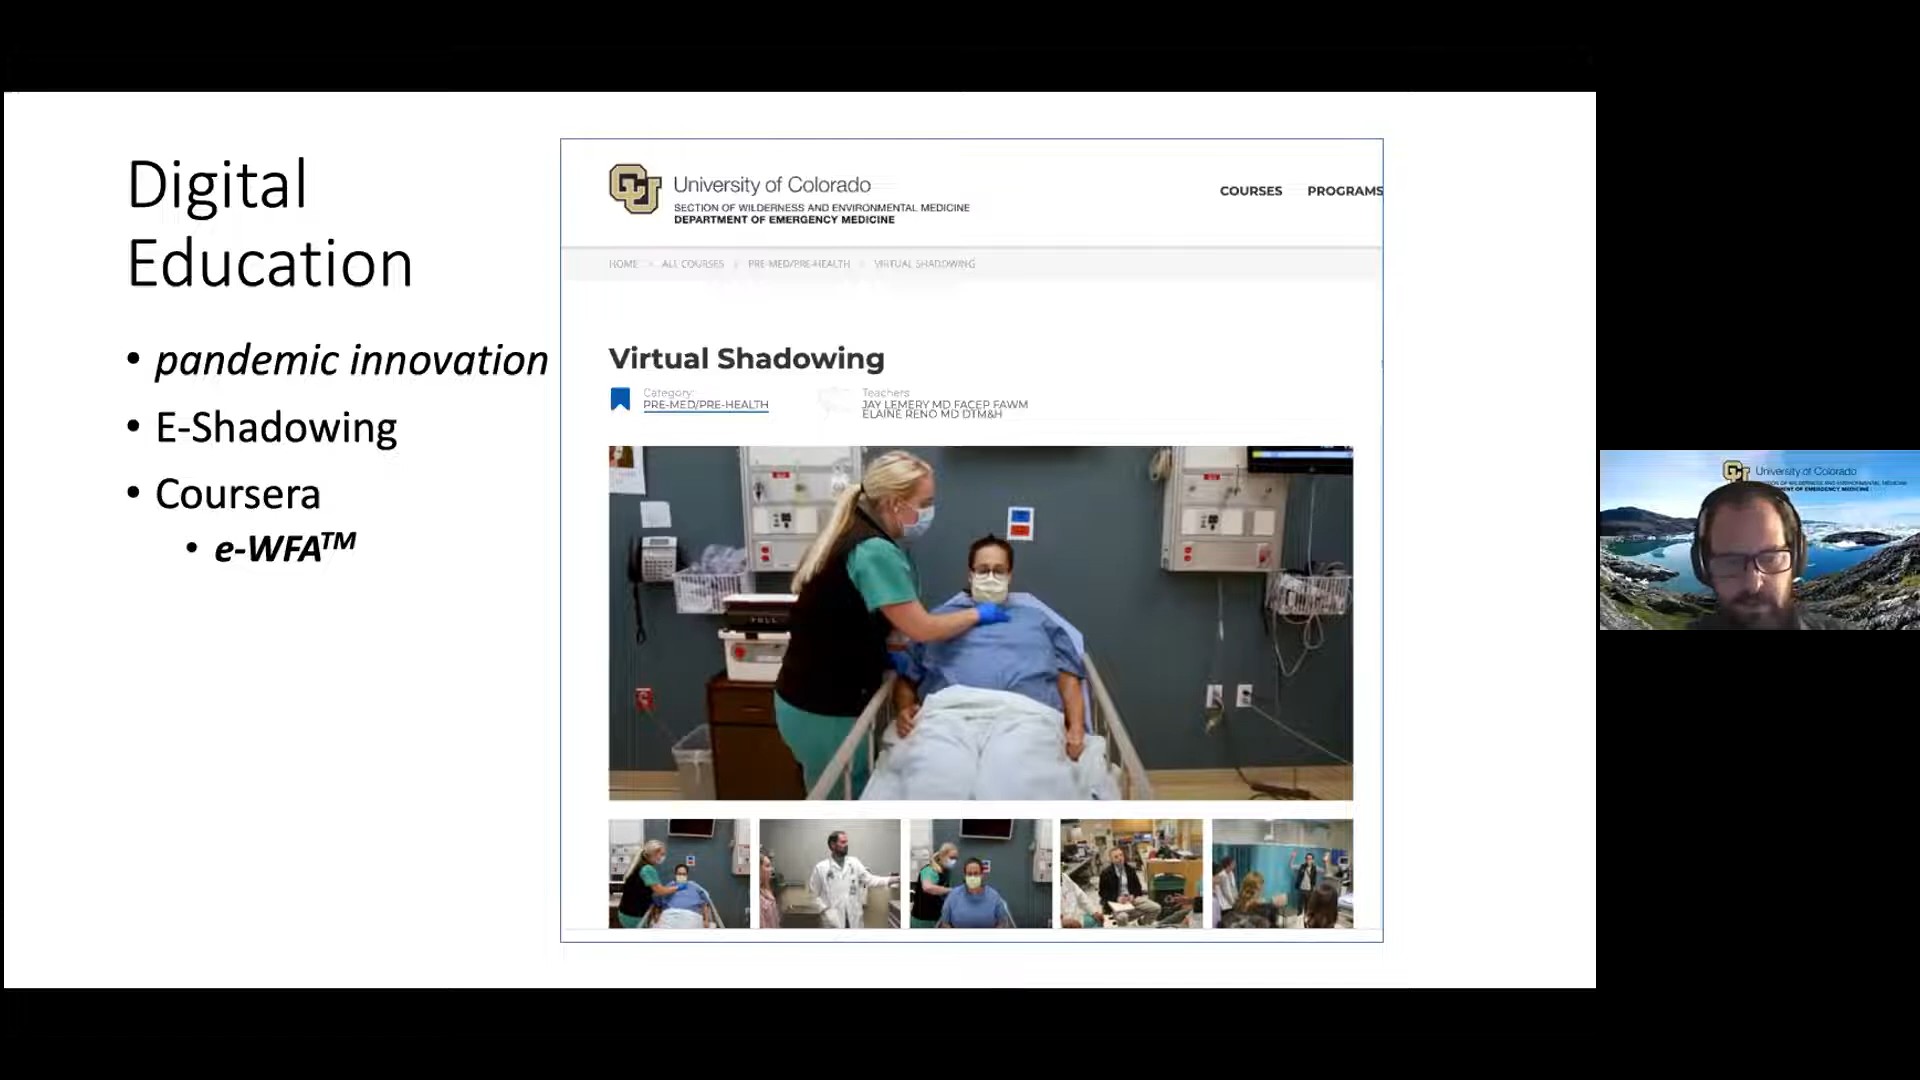 Digital
Education
• pandemic innovation
• E-Shadowing
• Coursera
• e-WFA™
University of Colorado
SECTION OF WILDERNESS AND ENVIRONMENTAL MEDICINE
DEPARTMENT OF EMERGENCY MEDICINE
COURSES PROGRAMS
HOME ALL COURSES PRE-MED/PRE-HEALTH VIRTUAL SHADOWING
Virtual Shadowing
Category:
PRE-MED/PRE-HEALTH
Teachers
JAY LEMERY MD FACEP FAWM
ELAINE RENO MD DTM&H
University of Colorado